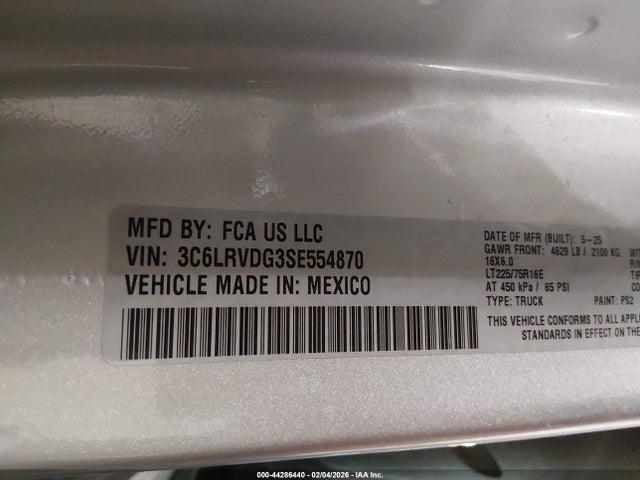 MFD BY: FCA US LLC
VIN: 3C6LRVDG3SE554870
VEHICLE MADE IN: MEXICO
DATE OF MFR (BUILT): 5-25
GAWR FRONT: 4629 LB / 2100 KG
16X6.0
LT225/75R16E
AT 450 kPa / 65 PSI
TYPE: TRUCK PAINT: PS2
THIS VEHICLE CONFORMS TO ALL
STANDARDS IN EFFECT ON THE
000-44286440 - 02/04/2026 - IAA Inc.